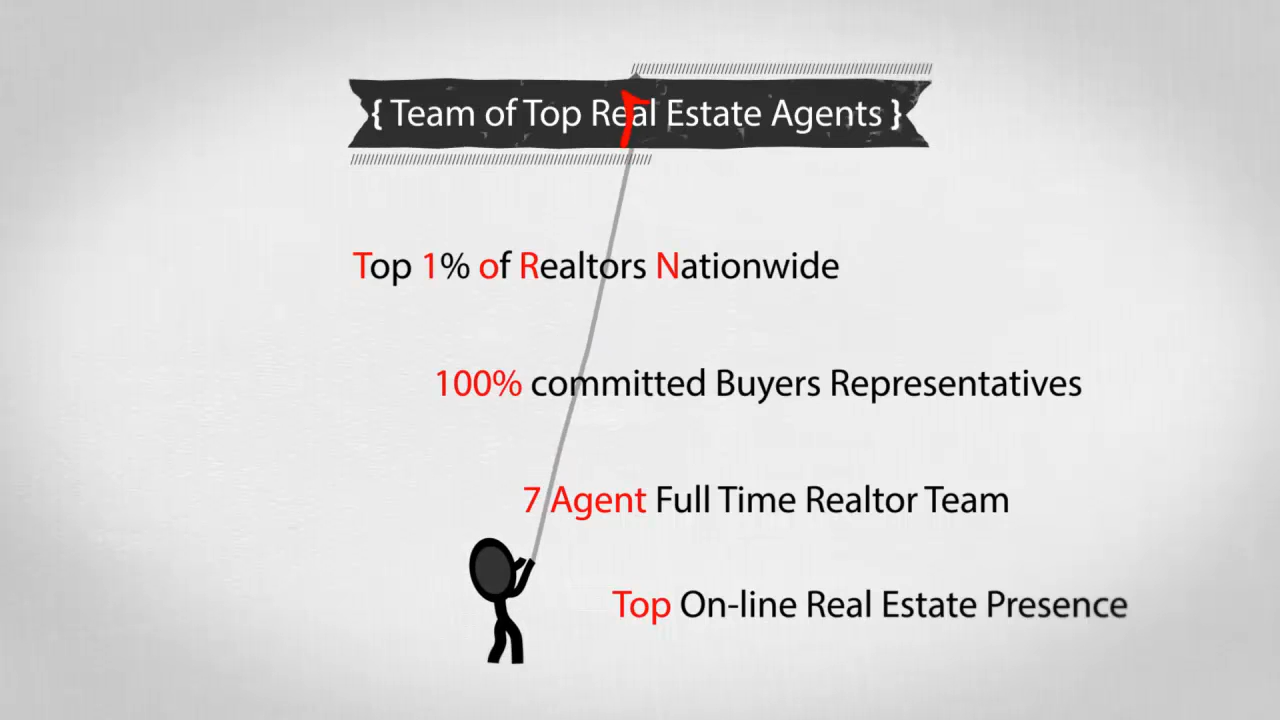 { Team of Top Real Estate Agents }
Top 1% of Realtors Nationwide
100% committed Buyers Representatives
7 Agent Full Time Realtor Team
Top On-line Real Estate Presence